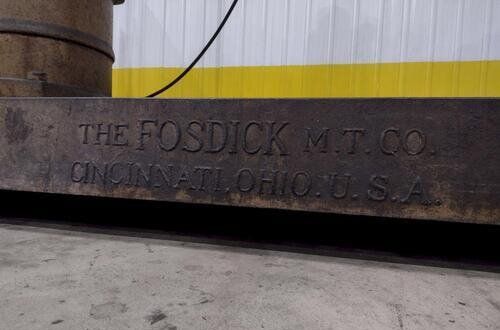 THE FOSDICK M.T. CO.
CINCINNATI, OHIO. U.S.A.